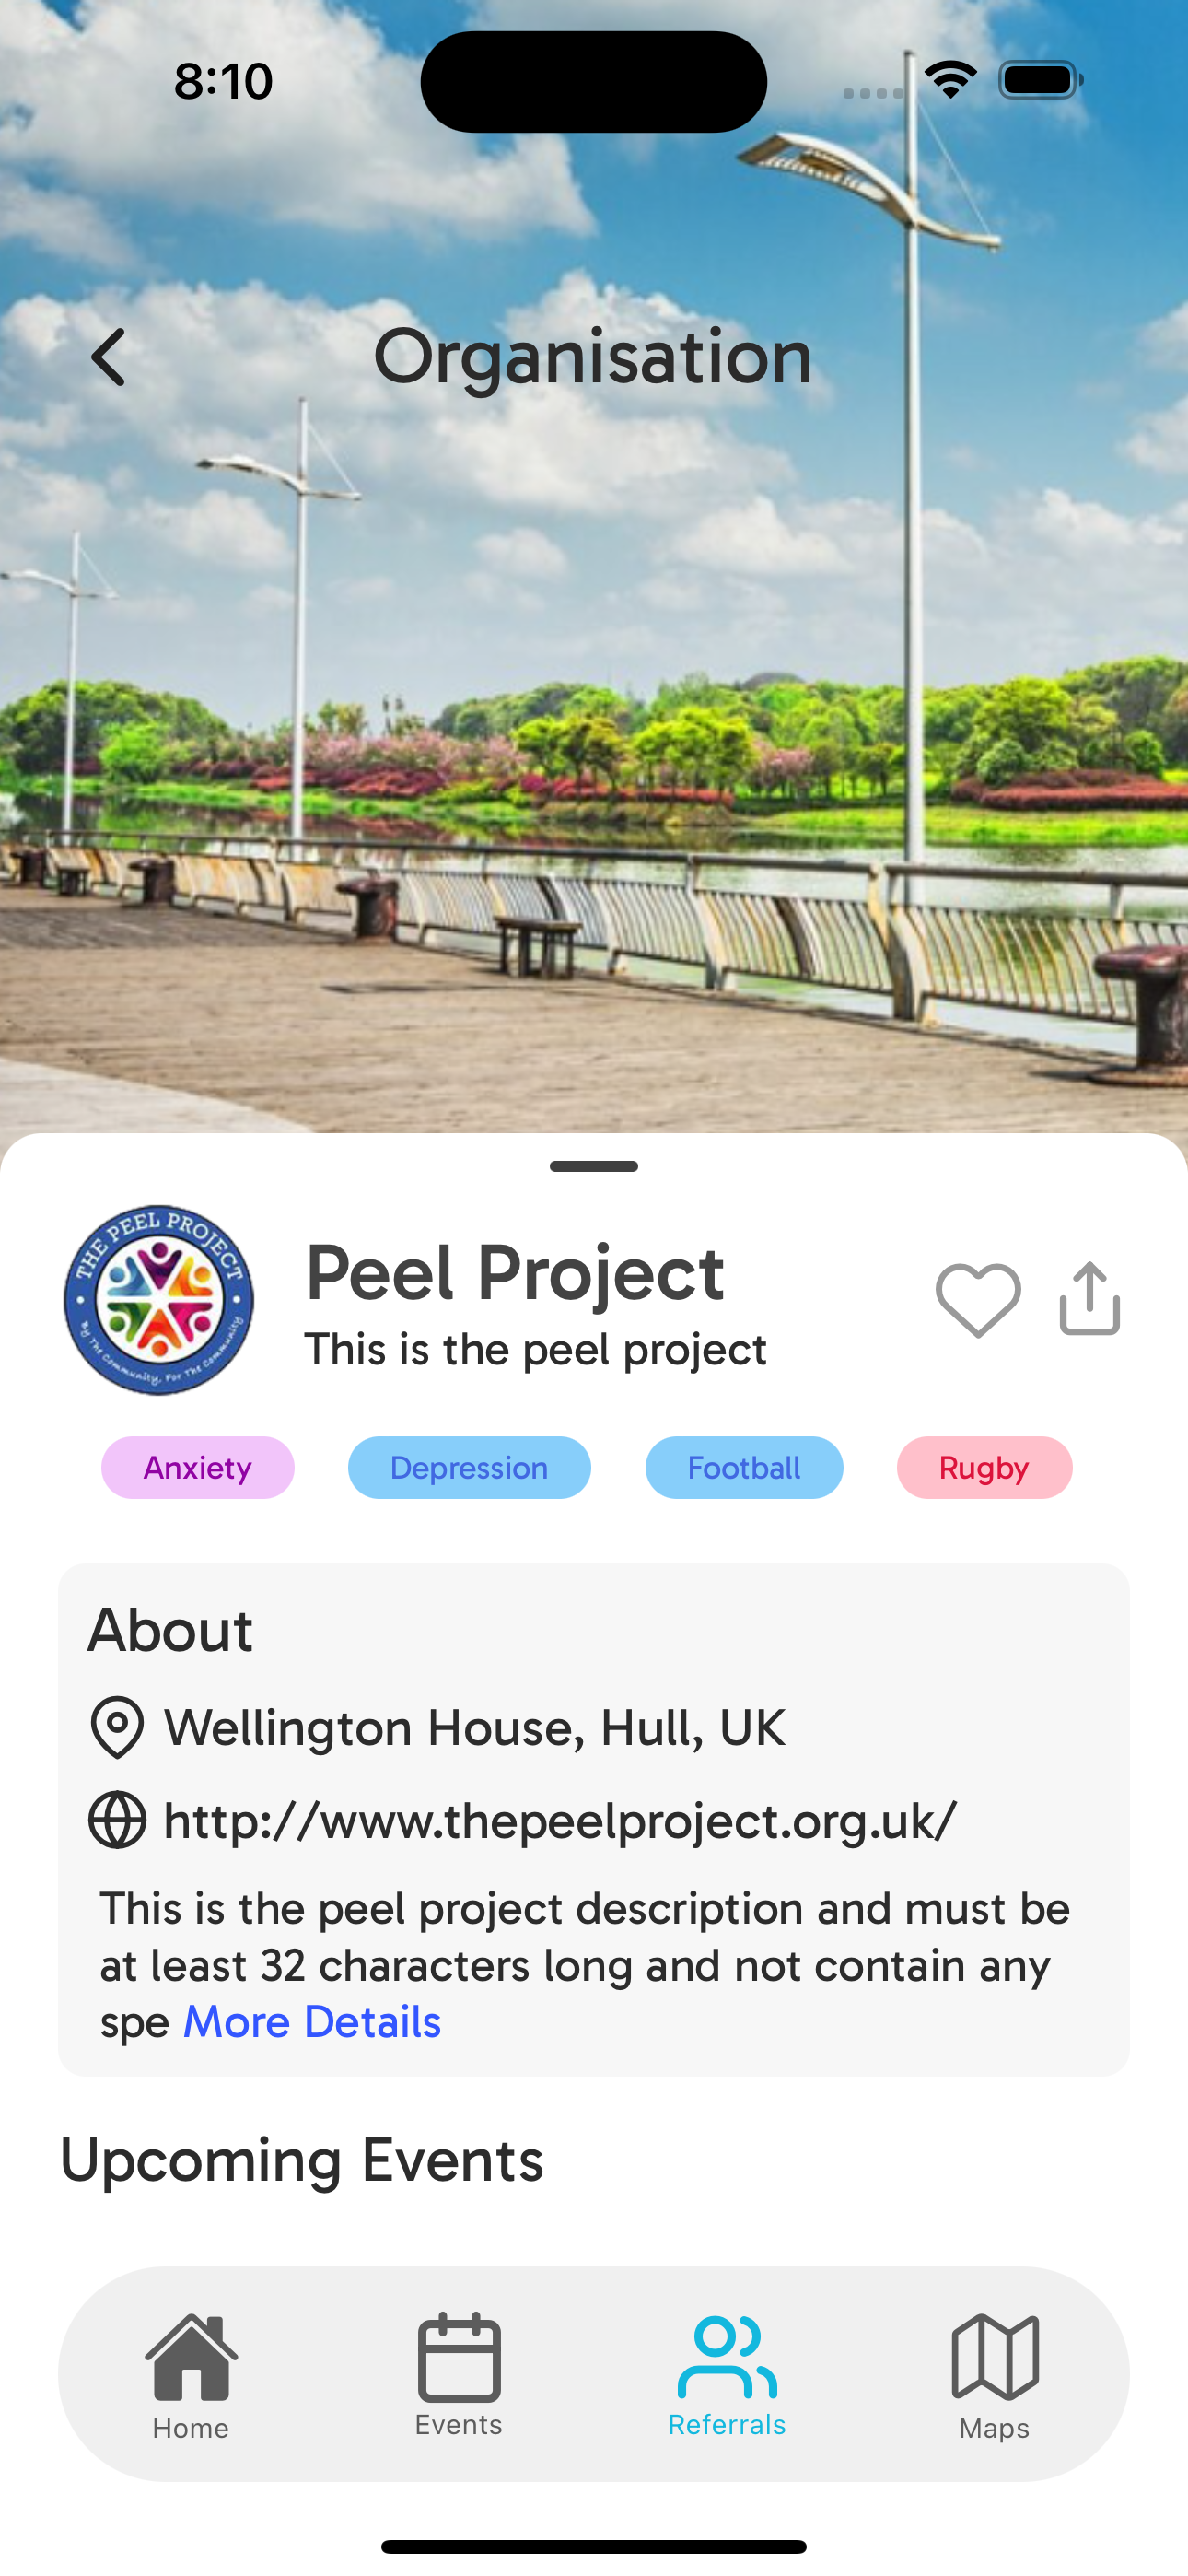 8:10
Organisation
THE PEEL PROJECT
By The Community, For The Community
Peel Project
This is the peel project
Anxiety Depression Football Rugby
About
Wellington House, Hull, UK
http://www.thepeelproject.org.uk/
This is the peel project description and must be
at least 32 characters long and not contain any
spe More Details
Upcoming Events
Home Events Referrals Maps